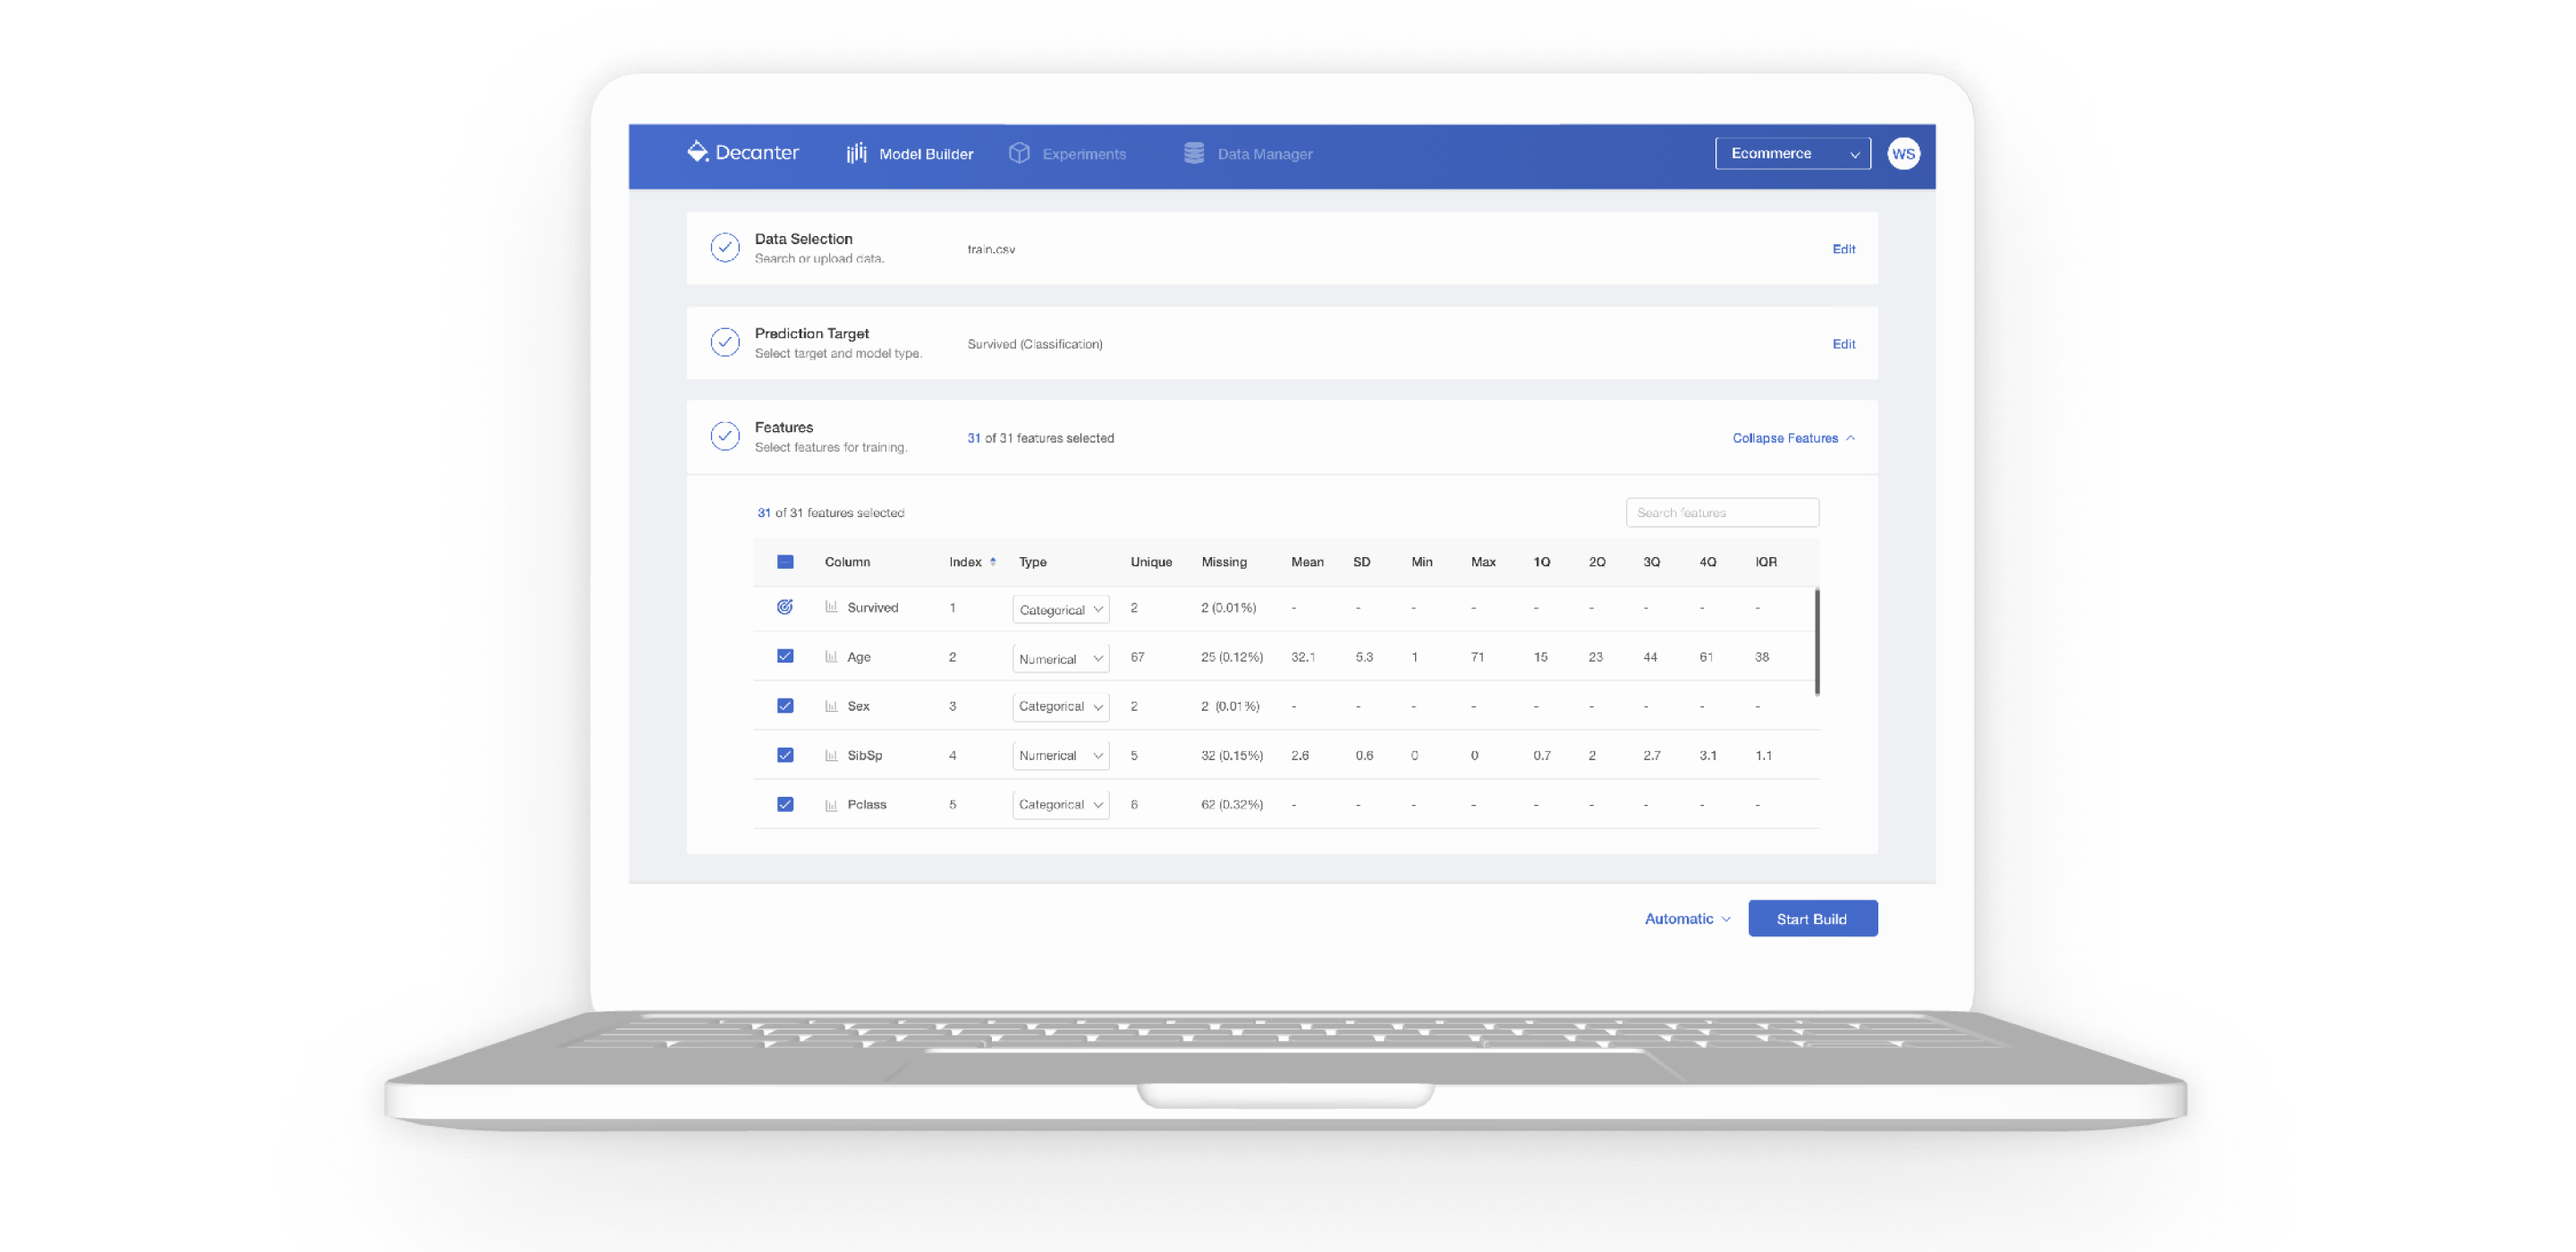 Decanter Model Builder Experiments Data Manager Ecommerce WS
Data Selection
Search or upload data.
train.csv
Edit
Prediction Target
Select target and model type.
Survived (Classification)
Edit
Features
Select features for training.
31 of 31 features selected
Collapse Features
31 of 31 features selected
Search features
Column Index Type Unique Missing Mean SD Min Max 1Q 2Q 3Q 4Q IQR
Survived 1 Categorical 2 2 (0.01%) - - - - - - - - -
Age 2 Numerical 67 25 (0.12%) 32.1 5.3 1 71 15 23 44 61 38
Sex 3 Categorical 2 2 (0.01%) - - - - - - - - -
SibSp 4 Numerical 5 32 (0.15%) 2.6 0.6 0 0 0.7 2 2.7 3.1 1.1
Pclass 5 Categorical 6 62 (0.32%) - - - - - - - - -
Automatic
Start Build